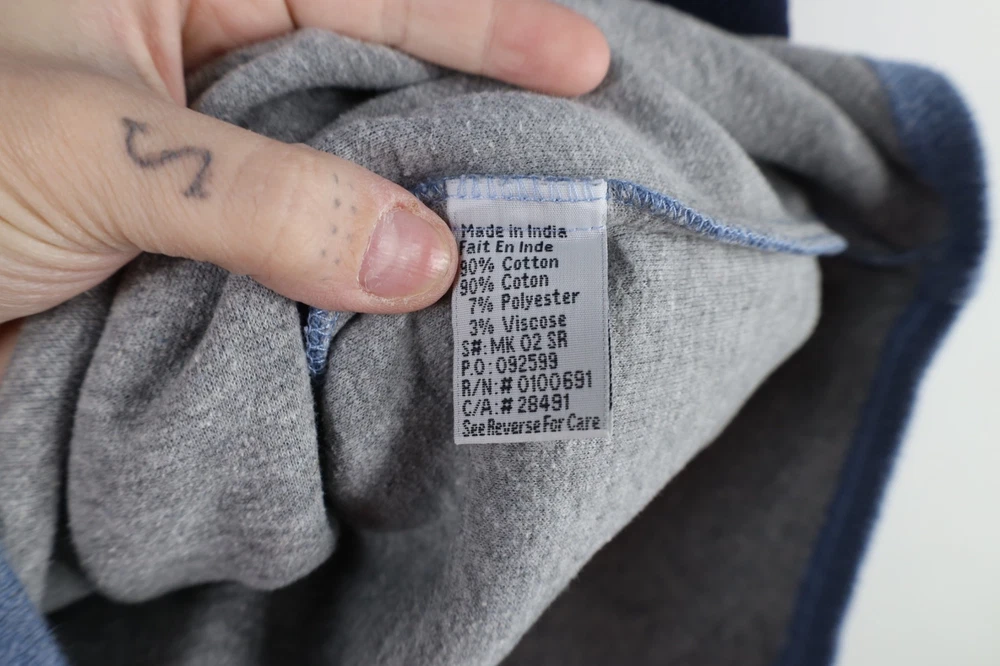 S
Made in India
Fait En Inde
90% Cotton
90% Coton
7% Polyester
3% Viscose
S#: MK 02 SR
P.O: 092599
R/N:# 0100691
C/A:# 28491
See Reverse For Care